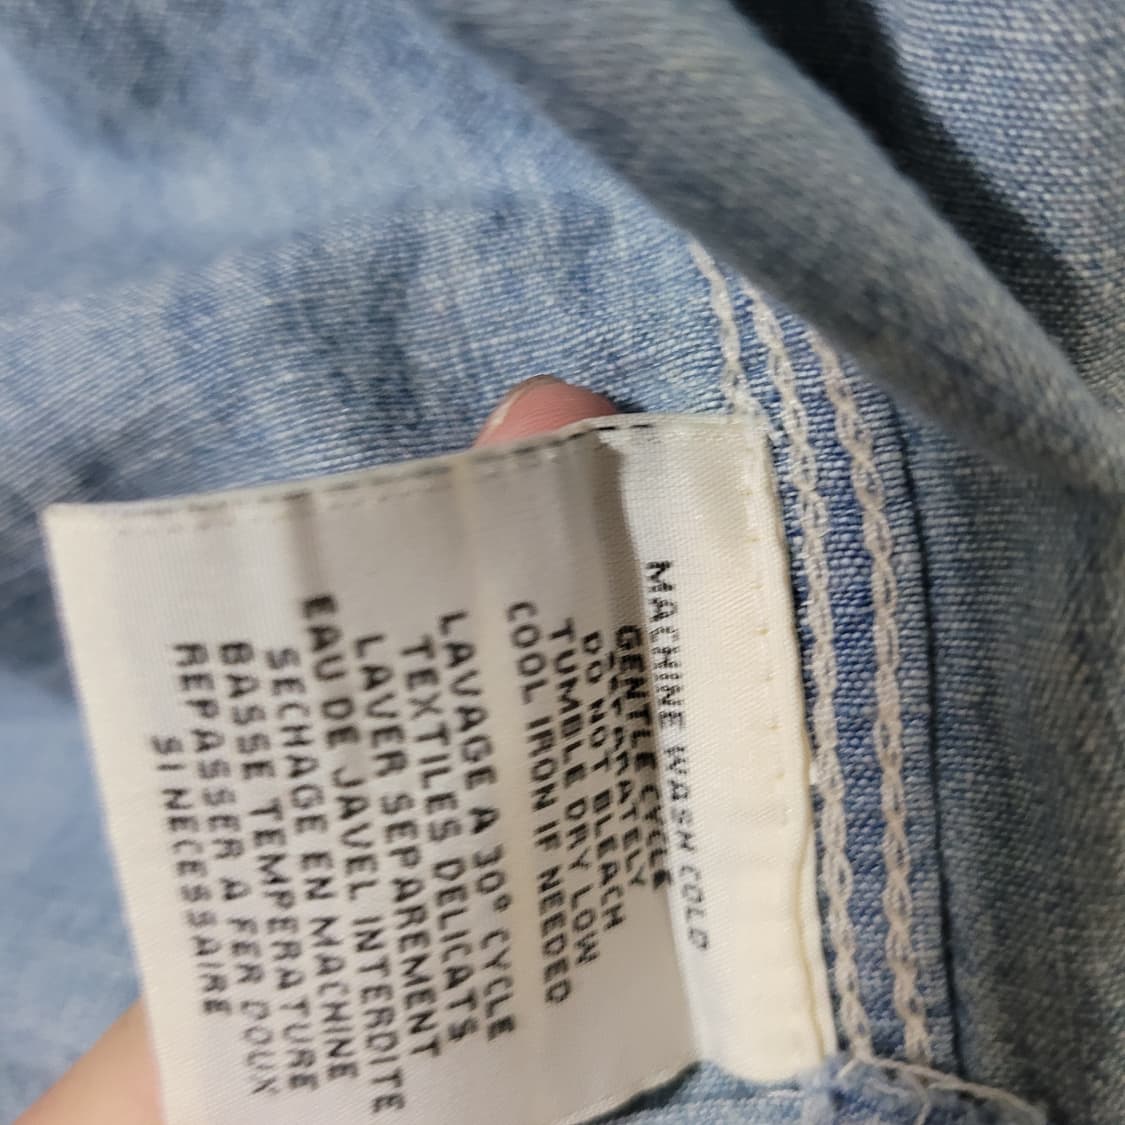 MACHINE WASH COLD
GENTLE CYCLE
SEPARATELY
DO NOT BLEACH
TUMBLE DRY LOW
COOL IRON IF NEEDED
LAVAGE A 30° CYCLE
TEXTILES DELICATS
LAVER SEPAREMENT
EAU DE JAVEL INTERDITE
SECHAGE EN MACHINE
BASSE TEMPERATURE
REPASSER A FER DOUX
SI NECESSAIRE